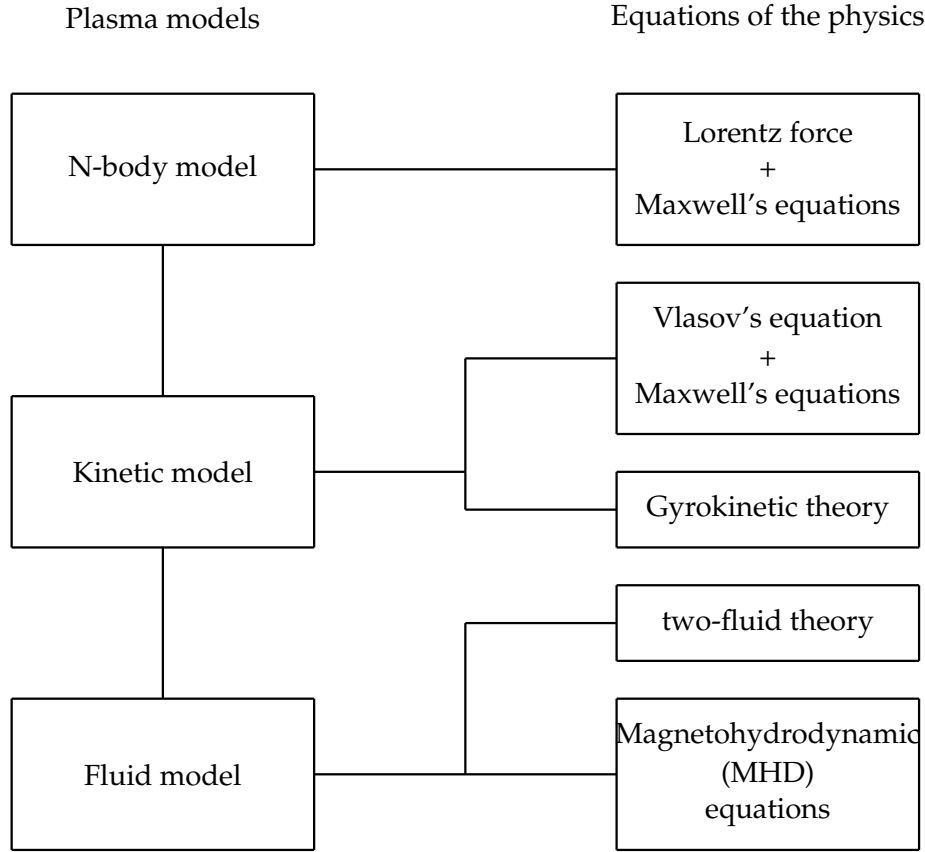 Plasma models
Equations of the physics
N-body model
Lorentz force
+
Maxwell’s equations
Vlasov’s equation
+
Maxwell’s equations
Kinetic model
Gyrokinetic theory
two-fluid theory
Fluid model
Magnetohydrodynamic
(MHD)
equations